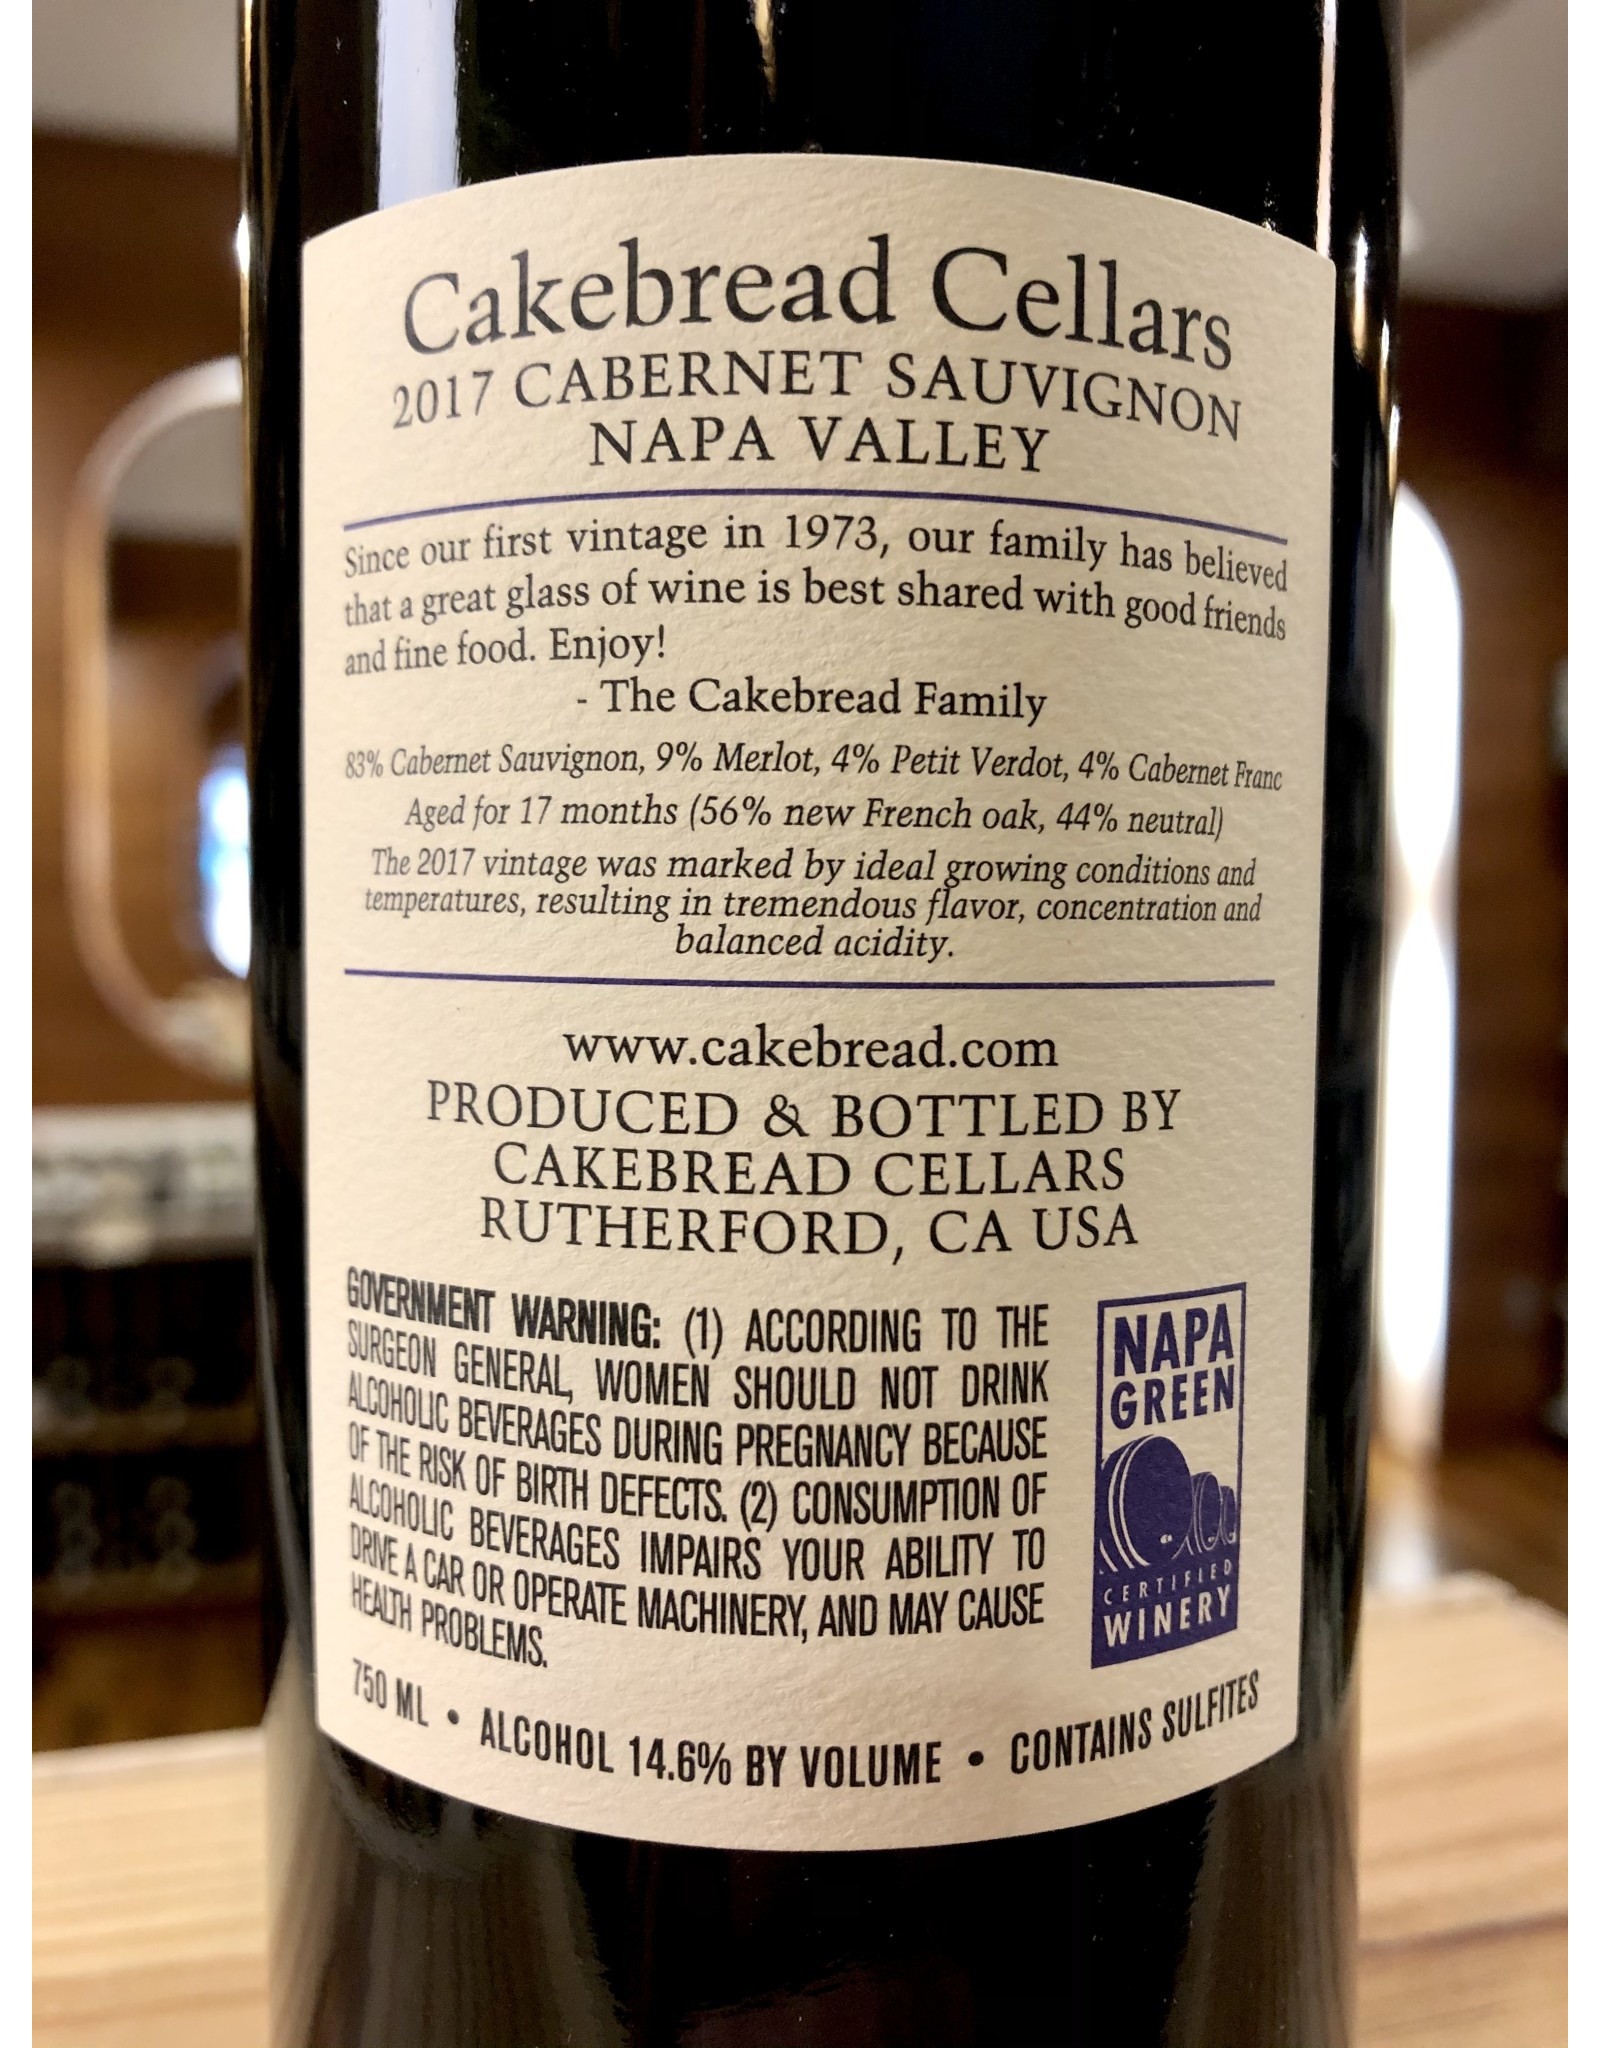 Cakebread Cellars
2017 CABERNET SAUVIGNON
NAPA VALLEY
Since our first vintage in 1973, our family has believed
that a great glass of wine is best shared with good friends
and fine food. Enjoy!
- The Cakebread Family
83% Cabernet Sauvignon, 9% Merlot, 4% Petit Verdot, 4% Cabernet Franc
Aged for 17 months (56% new French oak, 44% neutral)
The 2017 vintage was marked by ideal growing conditions and
temperatures, resulting in tremendous flavor, concentration and
balanced acidity.
www.cakebread.com
PRODUCED & BOTTLED BY
CAKEBREAD CELLARS
RUTHERFORD, CA USA
GOVERNMENT WARNING: (1) ACCORDING TO THE
SURGEON GENERAL, WOMEN SHOULD NOT DRINK
ALCOHOLIC BEVERAGES DURING PREGNANCY BECAUSE
OF THE RISK OF BIRTH DEFECTS. (2) CONSUMPTION OF
ALCOHOLIC BEVERAGES IMPAIRS YOUR ABILITY TO
DRIVE A CAR OR OPERATE MACHINERY, AND MAY CAUSE
HEALTH PROBLEMS.
NAPA
GREEN
CERTIFIED
WINERY
750 ML • ALCOHOL 14.6% BY VOLUME • CONTAINS SULFITES